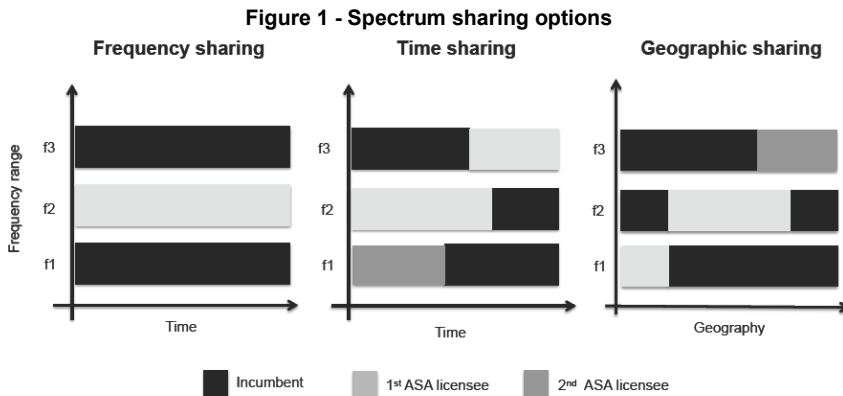 Figure 1 - Spectrum sharing options
Frequency sharing
Time sharing
Geographic sharing
Frequency range
f3
f2
f1
Time
f3
f2
f1
Time
f3
f2
f1
Geography
Incumbent
1st ASA licensee
2nd ASA licensee